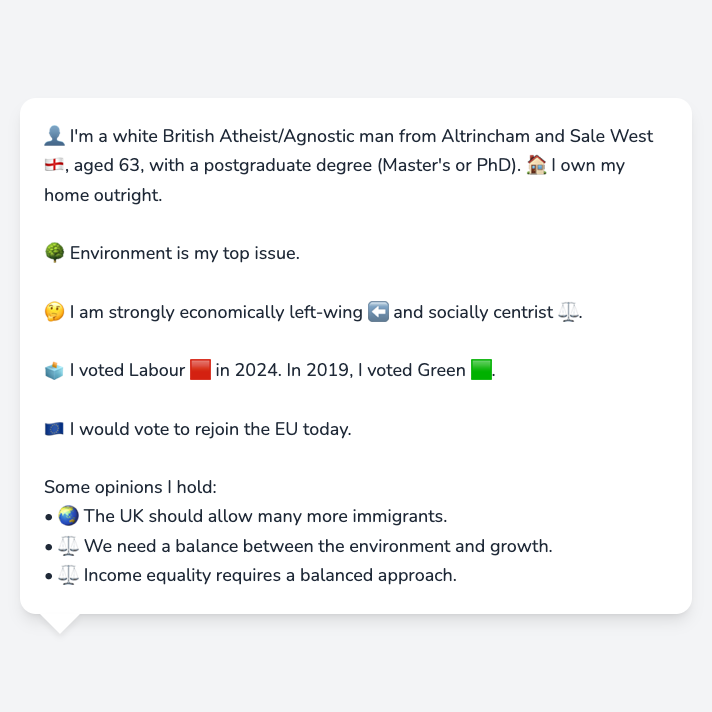 👤 I'm a white British Atheist/Agnostic man from Altrincham and Sale West
🏴󠁧󠁢󠁥󠁮󠁧󠁿, aged 63, with a postgraduate degree (Master's or PhD). 🏠 I own my
home outright.
🌳 Environment is my top issue.
🤔 I am strongly economically left-wing ⬅️ and socially centrist ⚖️.
🗳️ I voted Labour 🟥 in 2024. In 2019, I voted Green 🟩.
🇪🇺 I would vote to rejoin the EU today.
Some opinions I hold:
• 🌏 The UK should allow many more immigrants.
• ⚖️ We need a balance between the environment and growth.
• ⚖️ Income equality requires a balanced approach.